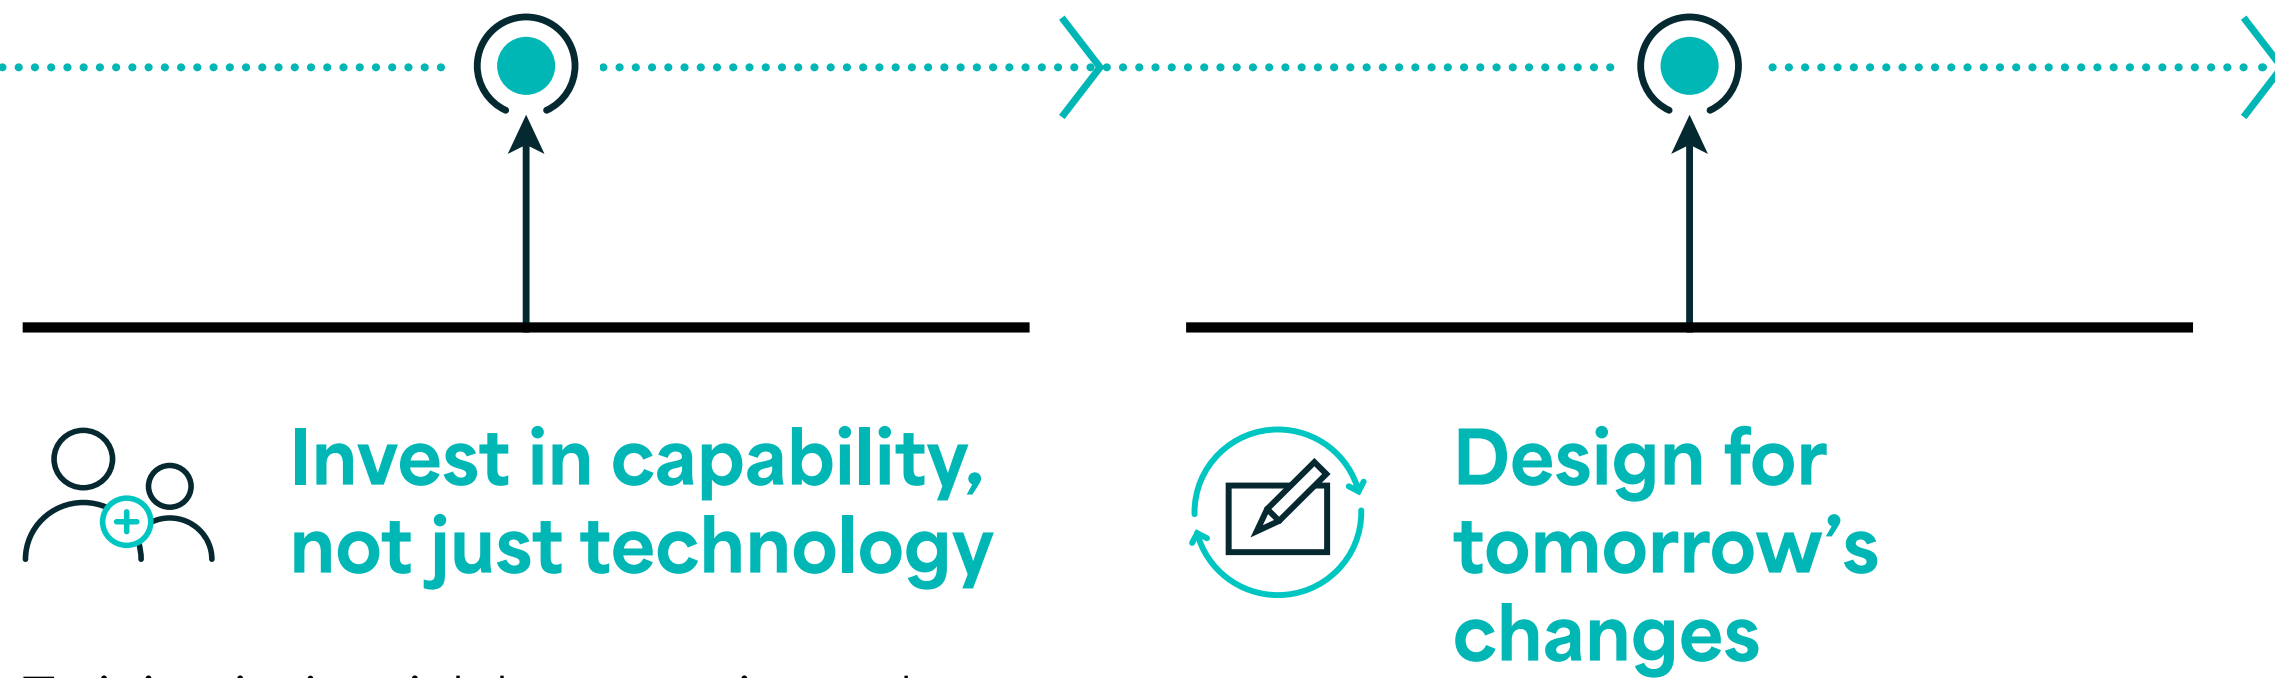 Invest in capability,
not just technology
Design for
tomorrow’s
changes